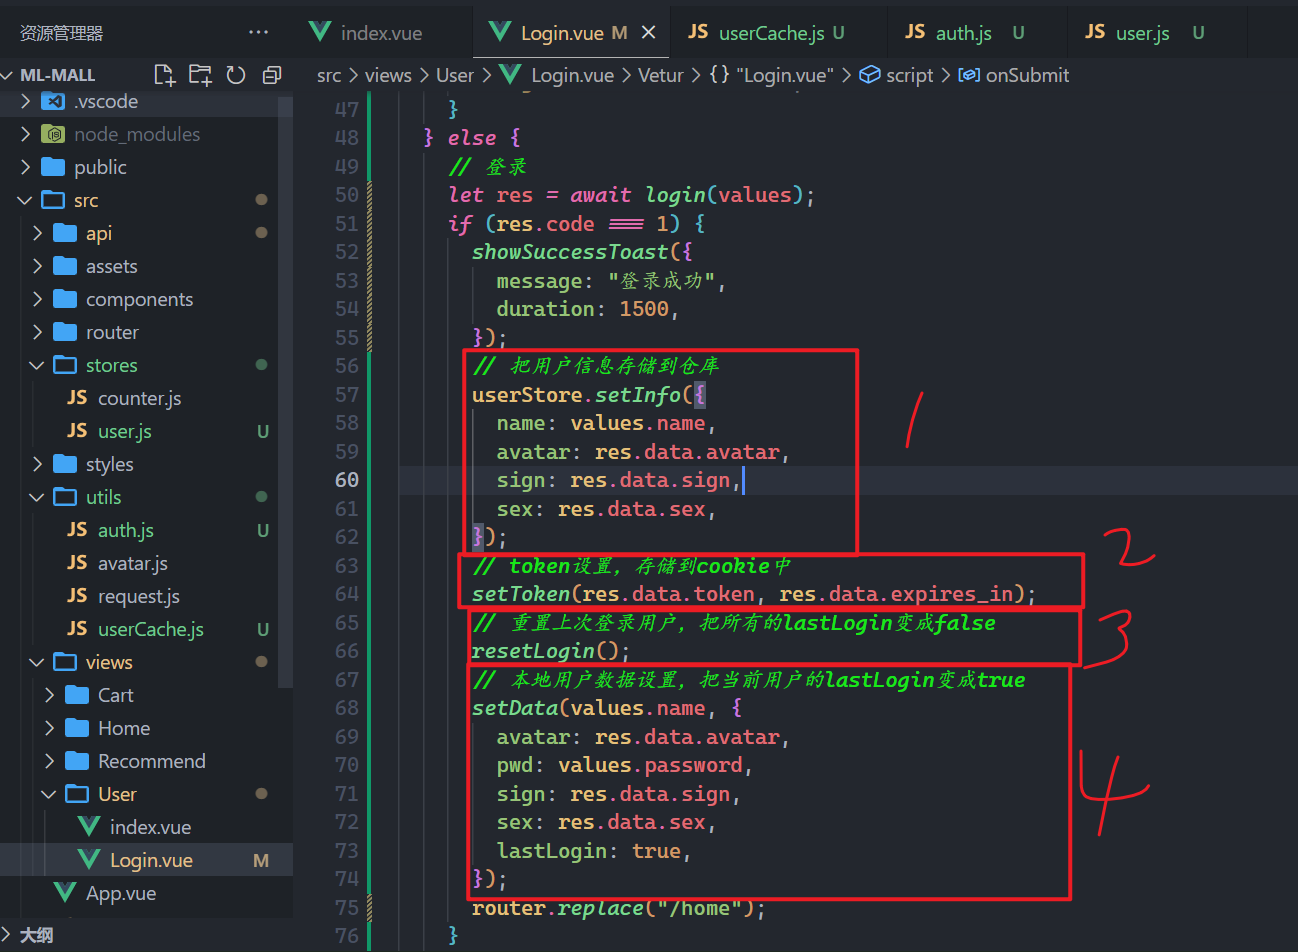 资源管理器 ···
index.vue
Login.vue M
JS userCache.js U
JS auth.js U
JS user.js U
ML-MALL
src > views > User > Login.vue > Vetur > {} "Login.vue" > script > onSubmit
.vscode
node_modules
public
src
api
assets
components
router
stores
JS counter.js
JS user.js U
styles
utils
JS auth.js U
JS avatar.js
JS request.js
JS userCache.js U
views
Cart
Home
Recommend
User
index.vue
Login.vue M
App.vue
大纲
47 }
48 } else {
49 // 登录
50 let res = await login(values);
51 if (res.code === 1) {
52 showSuccessToast({
53 message: "登录成功",
54 duration: 1500,
55 });
56 // 把用户信息存储到仓库
57 userStore.setInfo({
58 name: values.name,
59 avatar: res.data.avatar,
60 sign: res.data.sign,
61 sex: res.data.sex,
62 });
63 // token设置，存储到cookie中
64 setToken(res.data.token, res.data.expires_in);
65 // 重置上次登录用户，把所有的lastLogin变成false
66 resetLogin();
67 // 本地用户数据设置，把当前用户的lastLogin变成true
68 setData(values.name, {
69 avatar: res.data.avatar,
70 pwd: values.password,
71 sign: res.data.sign,
72 sex: res.data.sex,
73 lastLogin: true,
74 });
75 router.replace("/home");
76 }
1
2
3
4